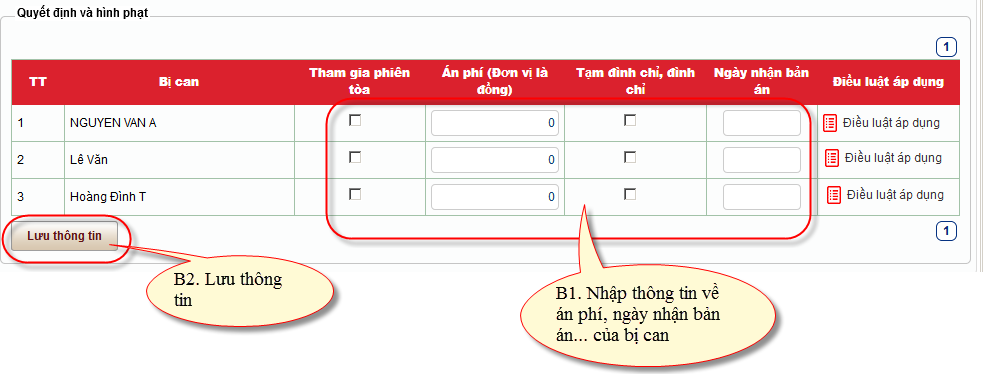 Quyết định và hình phạt
1
TT Bị can Tham gia phiên tòa Án phí (Đơn vị là đồng) Tạm đình chỉ, đình chỉ Ngày nhận bản án Điều luật áp dụng
1 NGUYEN VAN A 0 Điều luật áp dụng
2 Lê Văn 0 Điều luật áp dụng
3 Hoàng Đình T 0 Điều luật áp dụng
Lưu thông tin
1
B2. Lưu thông
tin
B1. Nhập thông tin về
án phí, ngày nhận bản
án... của bị can